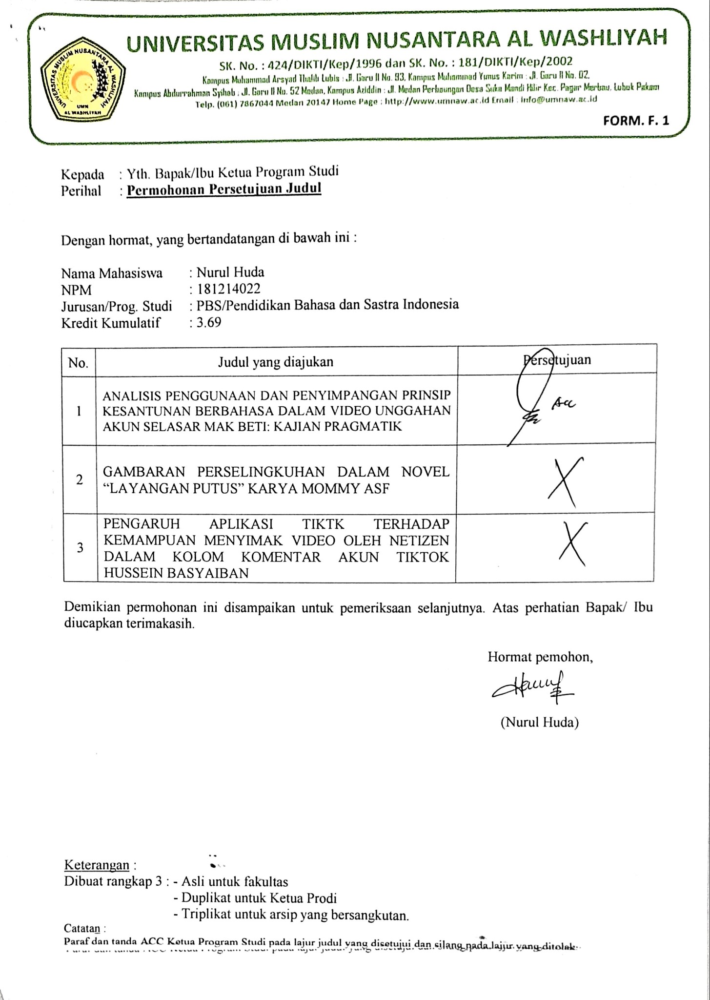 UNIVERSITAS MUSLIM NUSANTARA AL WASHLIYAH
SK. No. : 424/DIKTI/Kep/1996 dan SK. No. : 181/DIKTI/Kep/2002
Kampus Muhammad Arsyad Thalib Lubis : Jl. Garu II No. 93, Kampus Muhammad Yunus Karim : Jl. Garu II No. 02,
Kampus Abdurrahman Syihab : Jl. Garu II No. 52 Medan, Kampus Aziddin : Jl. Medan Perbaungan Desa Suka Mandi Hilir Kec. Pagar Merbau, Lubuk Pakam
Telp. (061) 7867044 Medan 20147 Home Page : http://www.umnaw.ac.id Email : info@umnaw.ac.id
UNIVERSITAS MUSLIM NUSANTARA AL WASHLIYAH
UMN
AL WASHLIYAH
FORM. F. 1
Kepada : Yth. Bapak/Ibu Ketua Program Studi
Perihal : Permohonan Persetujuan Judul
Dengan hormat, yang bertandatangan di bawah ini :
Nama Mahasiswa : Nurul Huda
NPM : 181214022
Jurusan/Prog. Studi : PBS/Pendidikan Bahasa dan Sastra Indonesia
Kredit Kumulatif : 3.69
No. Judul yang diajukan Persetujuan
1 ANALISIS PENGGUNAAN DAN PENYIMPANGAN PRINSIP
KESANTUNAN BERBAHASA DALAM VIDEO UNGGAHAN
AKUN SELASAR MAK BETI: KAJIAN PRAGMATIK
Acc
2 GAMBARAN PERSELINGKUHAN DALAM NOVEL
“LAYANGAN PUTUS” KARYA MOMMY ASF
X
3 PENGARUH APLIKASI TIKTK TERHADAP
KEMAMPUAN MENYIMAK VIDEO OLEH NETIZEN
DALAM KOLOM KOMENTAR AKUN TIKTOK
HUSSEIN BASYAIBAN
X
Demikian permohonan ini disampaikan untuk pemeriksaan selanjutnya. Atas perhatian Bapak/ Ibu
diucapkan terimakasih.
Hormat pemohon,
(Nurul Huda)
Keterangan :
Dibuat rangkap 3 : - Asli untuk fakultas
- Duplikat untuk Ketua Prodi
- Triplikat untuk arsip yang bersangkutan.
Catatan :
Paraf dan tanda ACC Ketua Program Studi pada lajur judul yang disetujui dan silang pada lajur yang ditolak